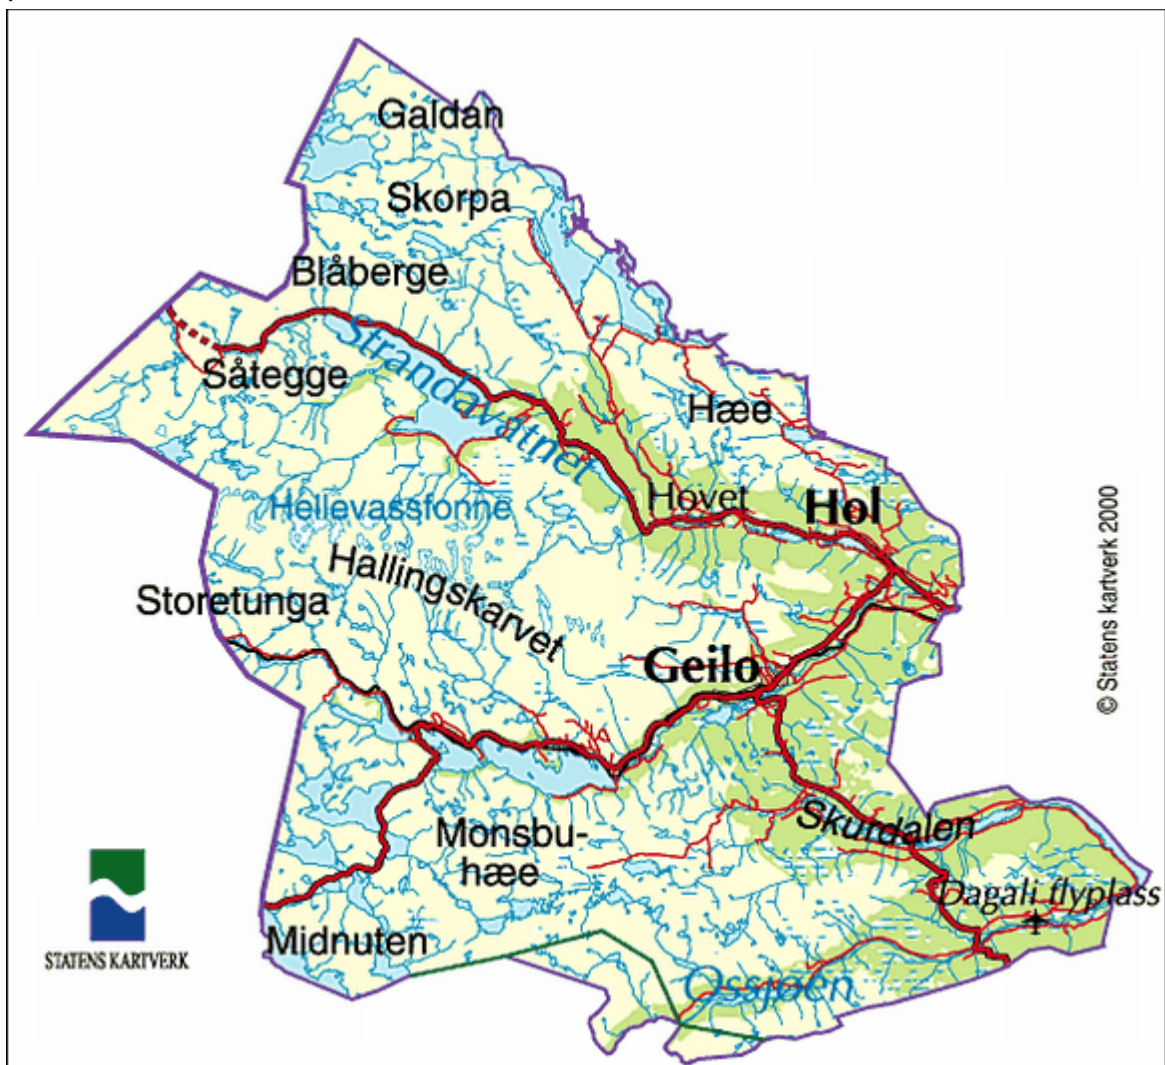 Galdan
Skorpa
Blåberge
Strandavatnet
Såtegge
Hæe
Hovet
Hol
Hellevassfonne
Hallingskarvet
Storetunga
Geilo
© Statens kartverk 2000
Skurdalen
Monsbu-
hæe
Dagali flyplass
STATENS KARTVERK
Midnuten
Ossjøen